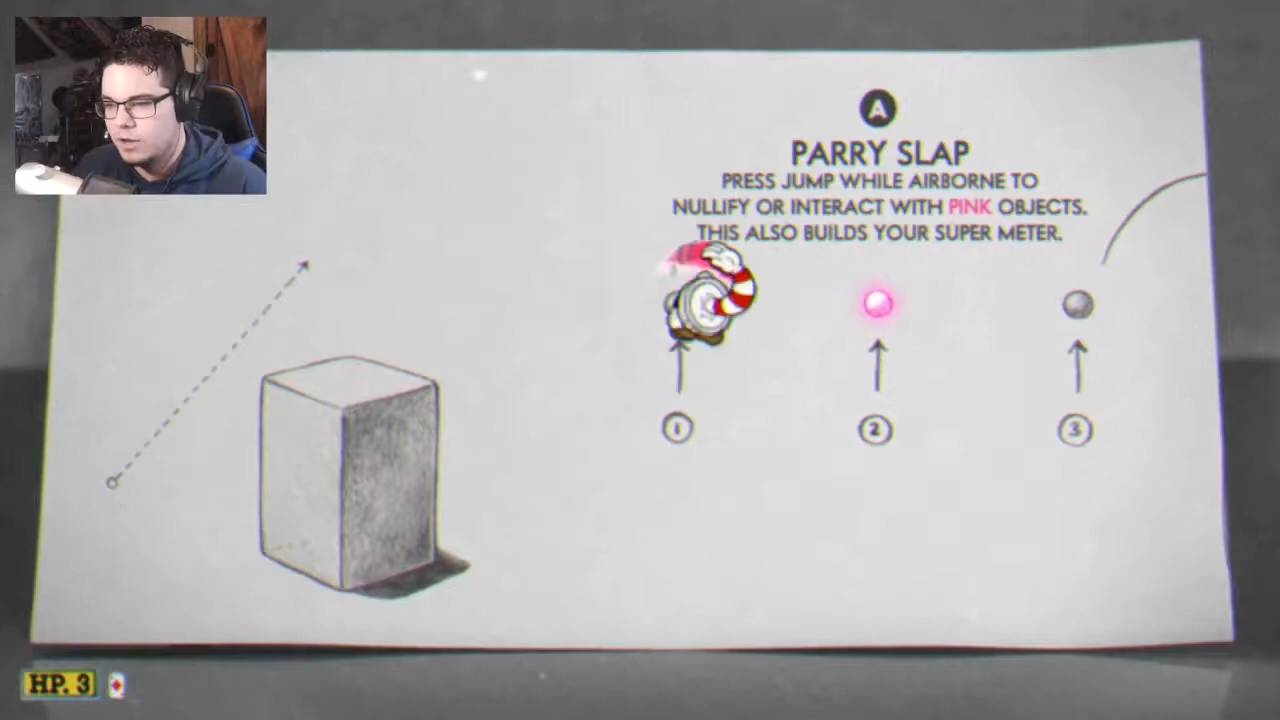 A
PARRY SLAP
PRESS JUMP WHILE AIRBORNE TO
NULLIFY OR INTERACT WITH PINK OBJECTS.
THIS ALSO BUILDS YOUR SUPER METER.
1 2 3
HP. 3